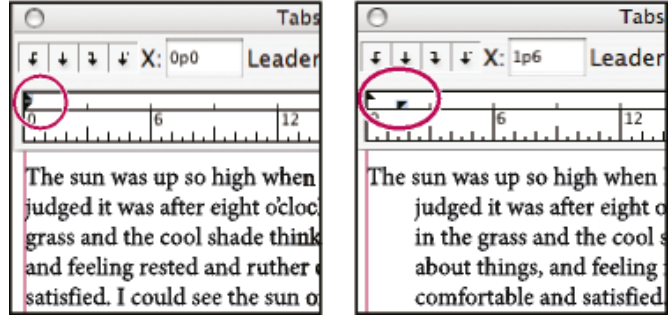 Tabs
X: 0p0 Leader
0 6 12
The sun was up so high when
judged it was after eight o'cloc
grass and the cool shade think
and feeling rested and ruther
satisfied. I could see the sun o
Tabs
X: 1p6 Leader
0 6 12
The sun was up so high when
judged it was after eight o
in the grass and the cool s
about things, and feeling
comfortable and satisfied